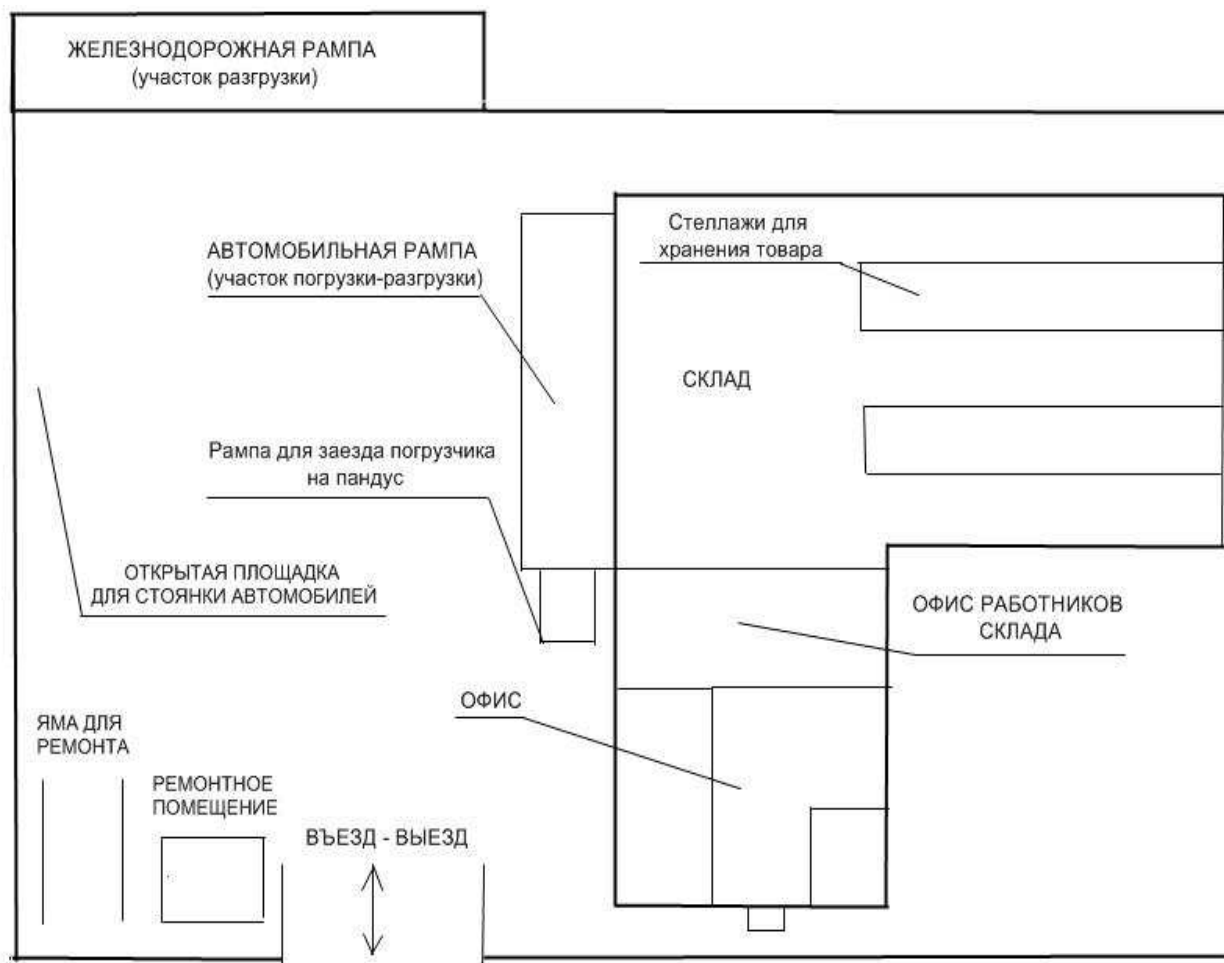 ЖЕЛЕЗНОДОРОЖНАЯ РАМПА
(участок разгрузки)
Стеллажи для
хранения товара
АВТОМОБИЛЬНАЯ РАМПА
(участок погрузки-разгрузки)
СКЛАД
Рампа для заезда погрузчика
на пандус
ОТКРЫТАЯ ПЛОЩАДКА
ДЛЯ СТОЯНКИ АВТОМОБИЛЕЙ
ОФИС РАБОТНИКОВ
СКЛАДА
ОФИС
ЯМА ДЛЯ
РЕМОНТА
РЕМОНТНОЕ
ПОМЕЩЕНИЕ
ВЪЕЗД - ВЫЕЗД